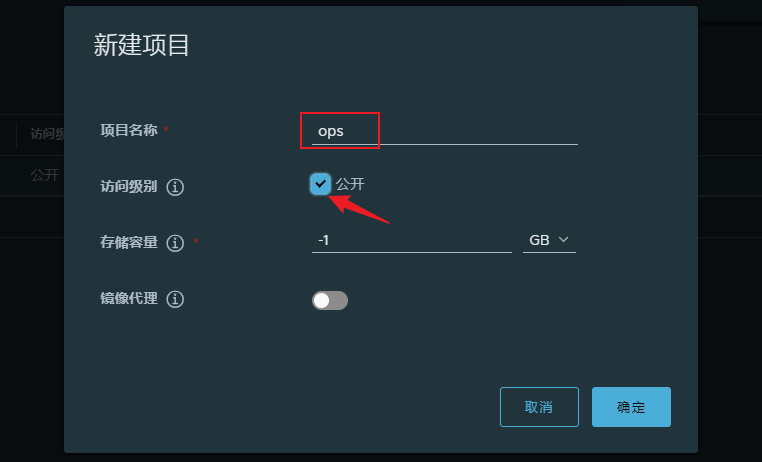 新建项目
项目名称 * ops
访问级
访问级别 公开
公开
存储容量 * -1 GB
镜像代理
取消 确定